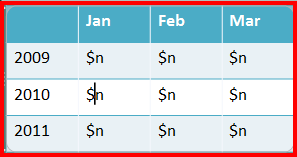 Jan Feb Mar
2009 $n $n $n
2010 $n $n $n
2011 $n $n $n